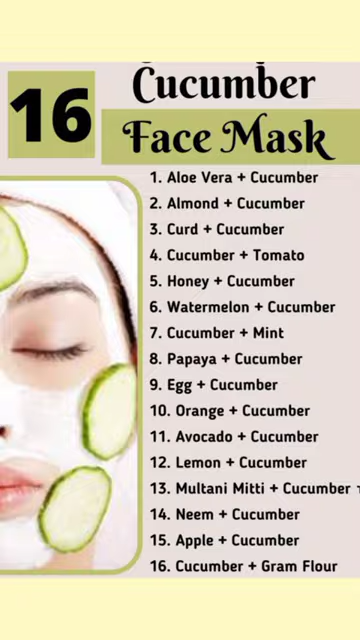 16
Cucumber
Face Mask
1. Aloe Vera + Cucumber
2. Almond + Cucumber
3. Curd + Cucumber
4. Cucumber + Tomato
5. Honey + Cucumber
6. Watermelon + Cucumber
7. Cucumber + Mint
8. Papaya + Cucumber
9. Egg + Cucumber
10. Orange + Cucumber
11. Avocado + Cucumber
12. Lemon + Cucumber
13. Multani Mitti + Cucumber
14. Neem + Cucumber
15. Apple + Cucumber
16. Cucumber + Gram Flour